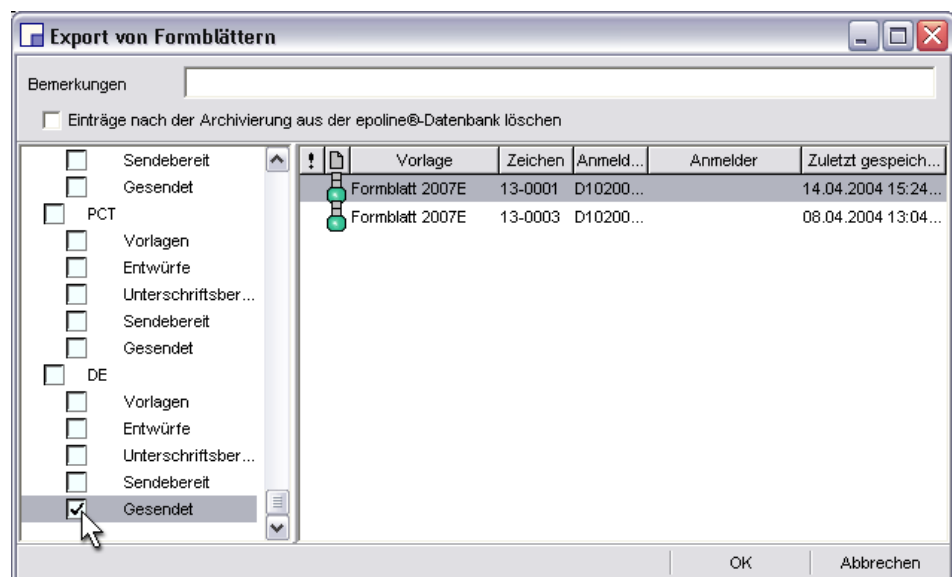 Export von Formblättern
Bemerkungen
Einträge nach der Archivierung aus der epoline®-Datenbank löschen
Sendebereit
Gesendet
PCT
Vorlagen
Entwürfe
Unterschriftsber...
Sendebereit
Gesendet
DE
Vorlagen
Entwürfe
Unterschriftsber...
Sendebereit
Gesendet
! Vorlage Zeichen Anmeld... Anmelder Zuletzt gespeich...
Formblatt 2007E 13-0001 D10200... 14.04.2004 15:24...
Formblatt 2007E 13-0003 D10200... 08.04.2004 13:04...
OK Abbrechen